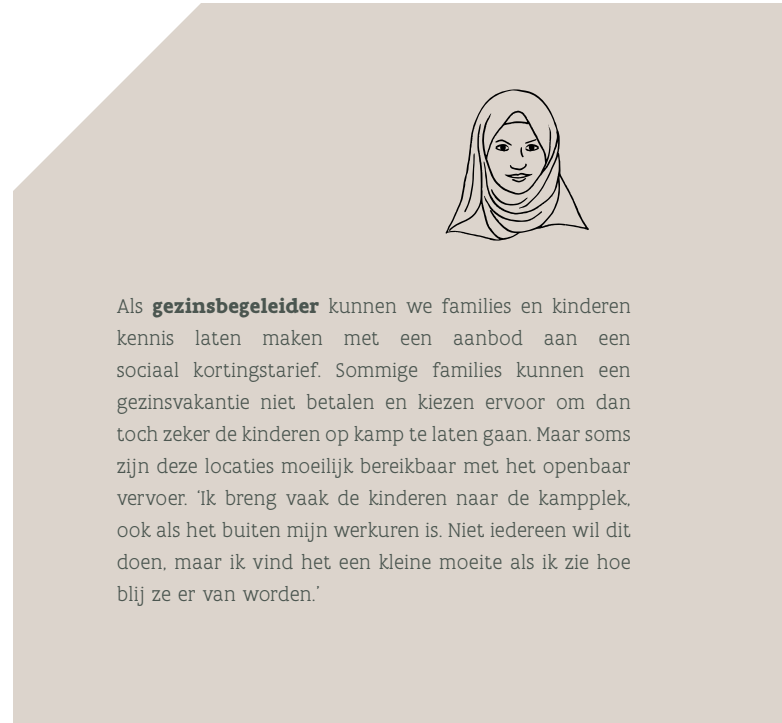 Als gezinsbegeleider kunnen we families en kinderen
kennis laten maken met een aanbod aan een
sociaal kortingstarief. Sommige families kunnen een
gezinsvakantie niet betalen en kiezen ervoor om dan
toch zeker de kinderen op kamp te laten gaan. Maar soms
zijn deze locaties moeilijk bereikbaar met het openbaar
vervoer. ‘Ik breng vaak de kinderen naar de kampplek,
ook als het buiten mijn werkuren is. Niet iedereen wil dit
doen, maar ik vind het een kleine moeite als ik zie hoe
blij ze er van worden.’